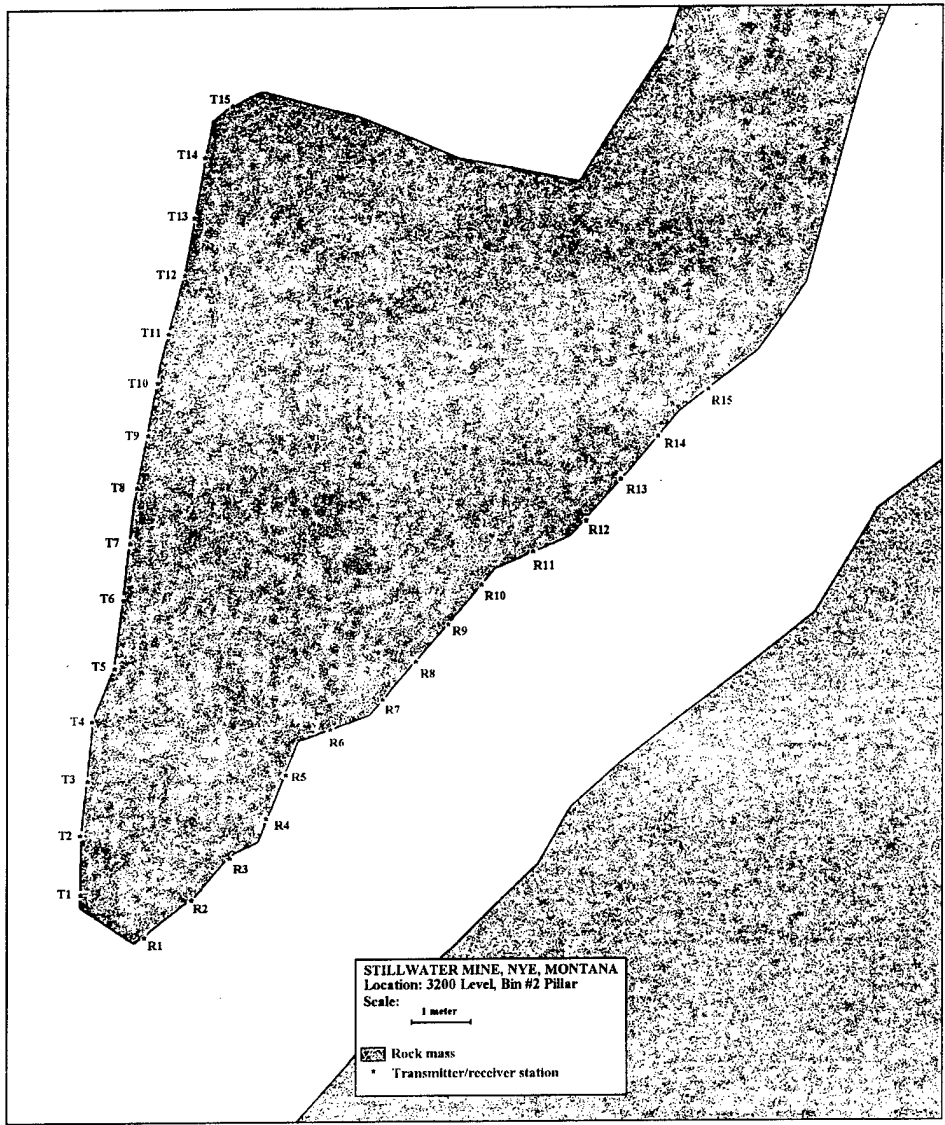 T15
T14
T13
T12
T11
T10
T9
T8
T7
T6
T5
T4
T3
T2
T1
R15
R14
R13
R12
R11
R10
R9
R8
R7
R6
R5
R4
R3
R2
R1
STILLWATER MINE, NYE, MONTANA
Location: 3200 Level, Bin #2 Pillar
Scale:
1 meter
Rock mass
* Transmitter/receiver station